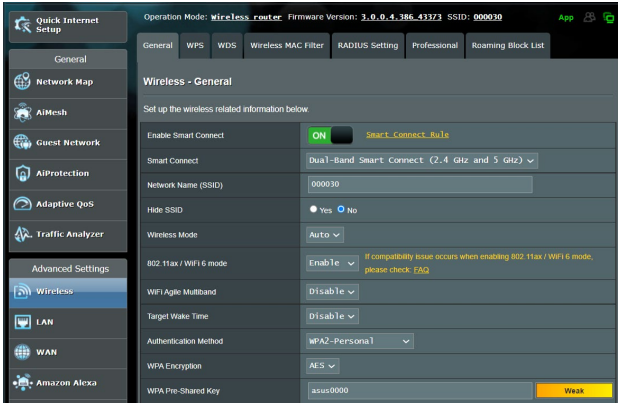 Quick Internet
Setup
Operation Mode: Wireless router Firmware Version: 3.0.0.4.386_43373 SSID: 000030 App
General WPS WDS Wireless MAC Filter RADIUS Setting Professional Roaming Block List
General
Network Map
AiMesh
Guest Network
AiProtection
Adaptive QoS
Traffic Analyzer
Advanced Settings
Wireless
LAN
WAN
Amazon Alexa
Wireless - General
Set up the wireless related information below.
Enable Smart Connect ON Smart Connect Rule
Smart Connect Dual-Band Smart Connect (2.4 GHz and 5 GHz)
Network Name (SSID) 000030
Hide SSID Yes No
Wireless Mode Auto
802.11ax / WiFi 6 mode Enable If compatibility issue occurs when enabling 802.11ax / WiFi 6 mode,
please check: FAQ
WiFi Agile Multiband Disable
Target Wake Time Disable
Authentication Method WPA2-Personal
WPA Encryption AES
WPA Pre-Shared Key asus0000 Weak